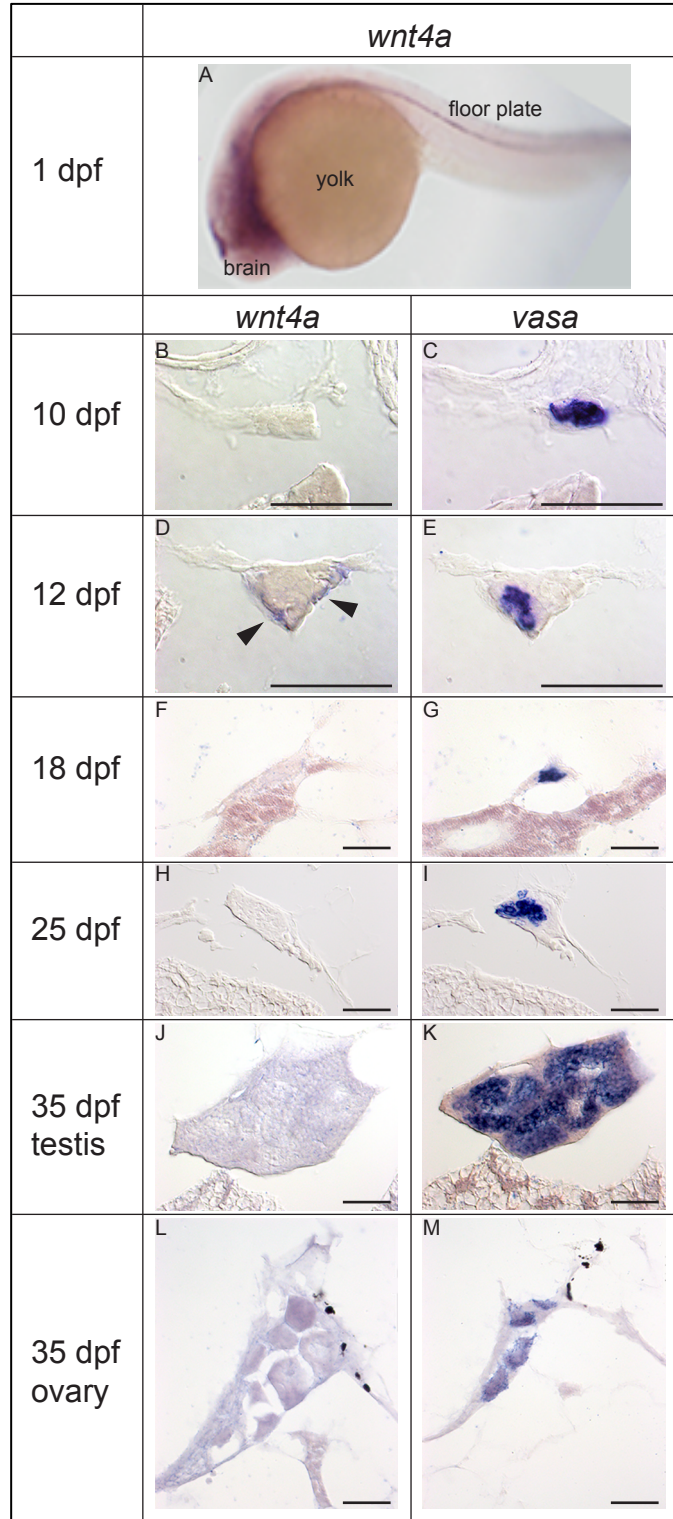 wnt4a
1 dpf
A
floor plate
yolk
brain
wnt4a
vasa
10 dpf
B
C
12 dpf
D
E
18 dpf
F
G
25 dpf
H
I
35 dpf
testis
J
K
35 dpf
ovary
L
M